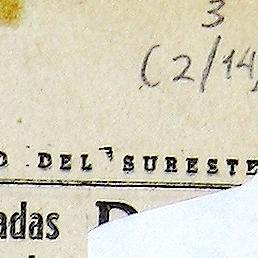 3
(2/14
O DEL SURESTE
adas D